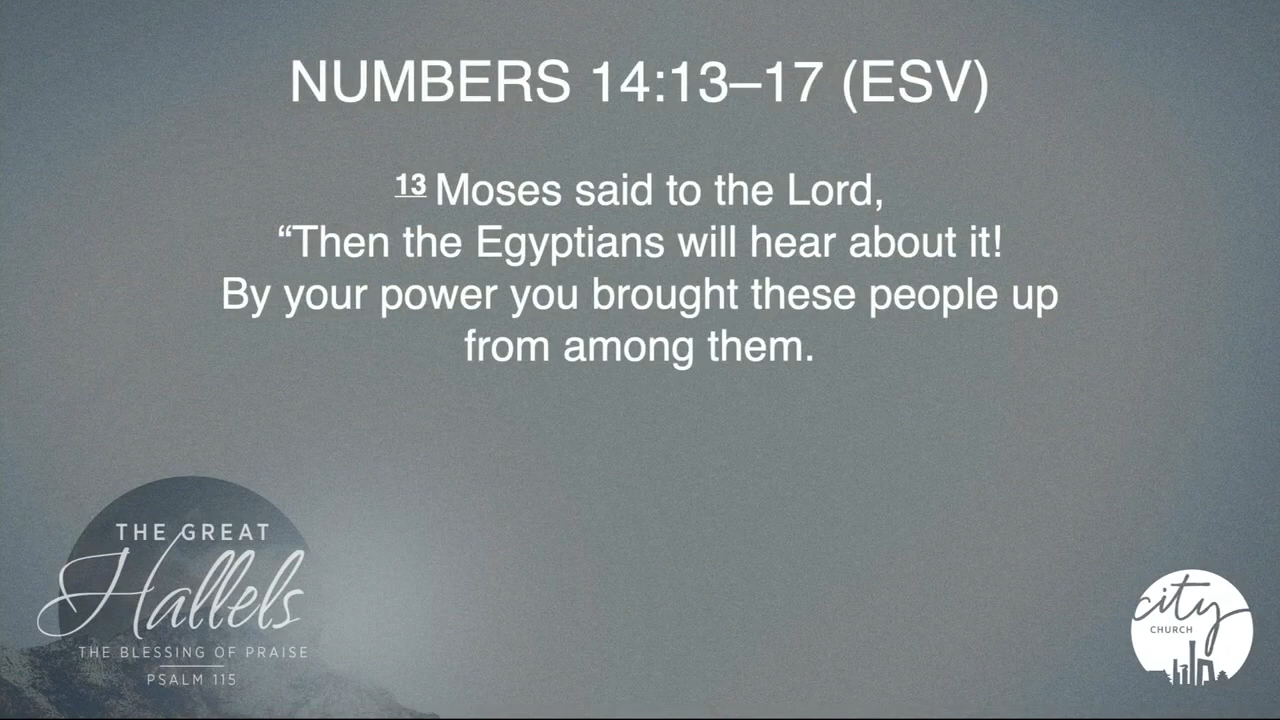 NUMBERS 14:13–17 (ESV)
13 Moses said to the Lord,
“Then the Egyptians will hear about it!
By your power you brought these people up
from among them.
THE GREAT
Hallels
THE BLESSING OF PRAISE
PSALM 115
city
CHURCH